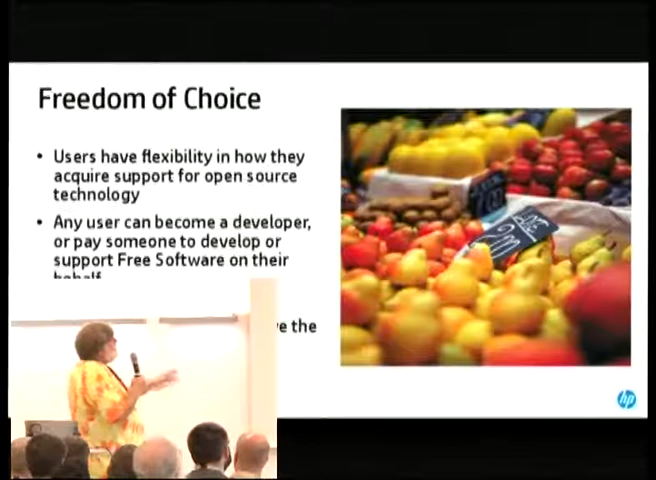 Freedom of Choice
• Users have flexibility in how they
acquire support for open source
technology
• Any user can become a developer,
or pay someone to develop or
support Free Software on their
behalf
the
hp